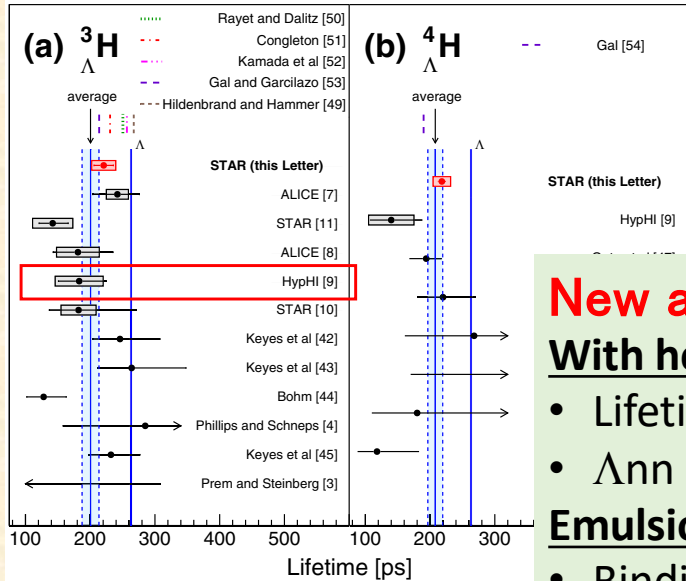 (a) ³ΛH
Rayet and Dalitz [50]
Congleton [51]
Kamada et al [52]
Gal and Garcilazo [53]
Hildenbrand and Hammer [49]
average
Λ
STAR (this Letter)
ALICE [7]
STAR [11]
ALICE [8]
HypHI [9]
STAR [10]
Keyes et al [42]
Keyes et al [43]
Bohm [44]
Phillips and Schneps [4]
Keyes et al [45]
Prem and Steinberg [3]
100 200 300 400 500
Lifetime [ps]
(b) ⁴ΛH
Gal [54]
average
Λ
STAR (this Letter)
HypHI [9]
100 200 300
New a
With he
• Lifeti
• Λnn
Emulsio
• Bindi